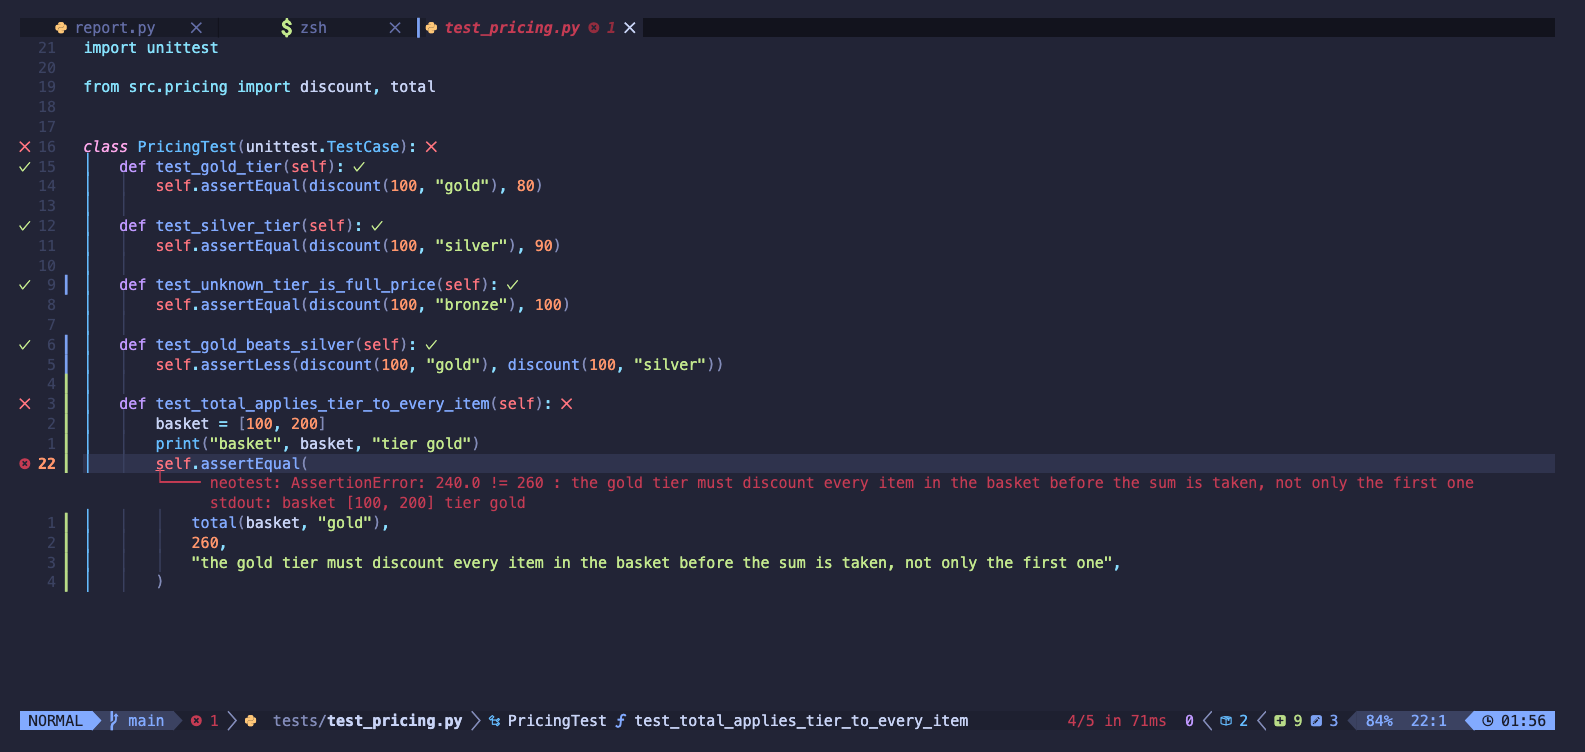 report.py ✕ $ zsh ✕ test_pricing.py 1 ✕
21 import unittest
20
19 from src.pricing import discount, total
18
17
✕ 16 class PricingTest(unittest.TestCase): ✕
✓ 15 def test_gold_tier(self): ✓
14 self.assertEqual(discount(100, "gold"), 80)
13
✓ 12 def test_silver_tier(self): ✓
11 self.assertEqual(discount(100, "silver"), 90)
10
✓ 9 def test_unknown_tier_is_full_price(self): ✓
8 self.assertEqual(discount(100, "bronze"), 100)
7
✓ 6 def test_gold_beats_silver(self): ✓
5 self.assertLess(discount(100, "gold"), discount(100, "silver"))
4
✕ 3 def test_total_applies_tier_to_every_item(self): ✕
2 basket = [100, 200]
1 print("basket", basket, "tier gold")
22 self.assertEqual(
neotest: AssertionError: 240.0 != 260 : the gold tier must discount every item in the basket before the sum is taken, not only the first one
stdout: basket [100, 200] tier gold
1 total(basket, "gold"),
2 260,
3 "the gold tier must discount every item in the basket before the sum is taken, not only the first one",
4 )
NORMAL main 1 tests/test_pricing.py PricingTest test_total_applies_tier_to_every_item 4/5 in 71ms 0 2 9 3 84% 22:1 01:56